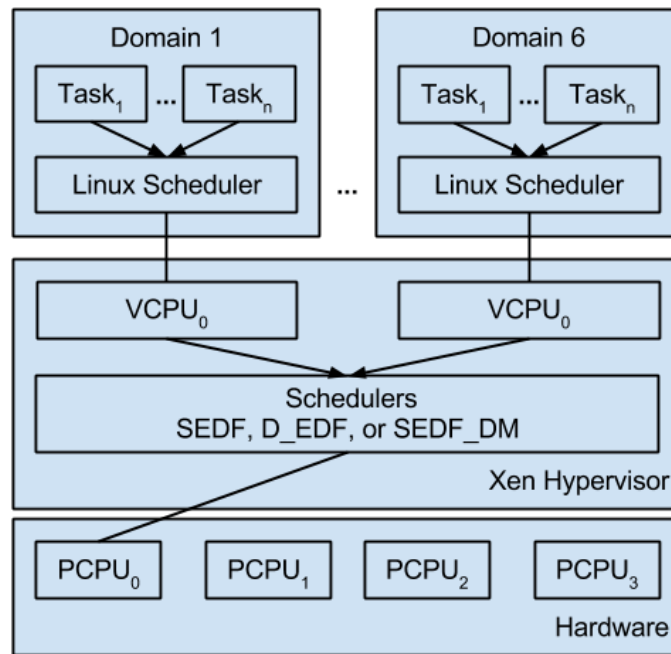 Domain 1
Task₁ ... Taskₙ
Linux Scheduler
...
Domain 6
Task₁ ... Taskₙ
Linux Scheduler
VCPU₀ VCPU₀
Schedulers
SEDF, D_EDF, or SEDF_DM
Xen Hypervisor
PCPU₀ PCPU₁ PCPU₂ PCPU₃
Hardware